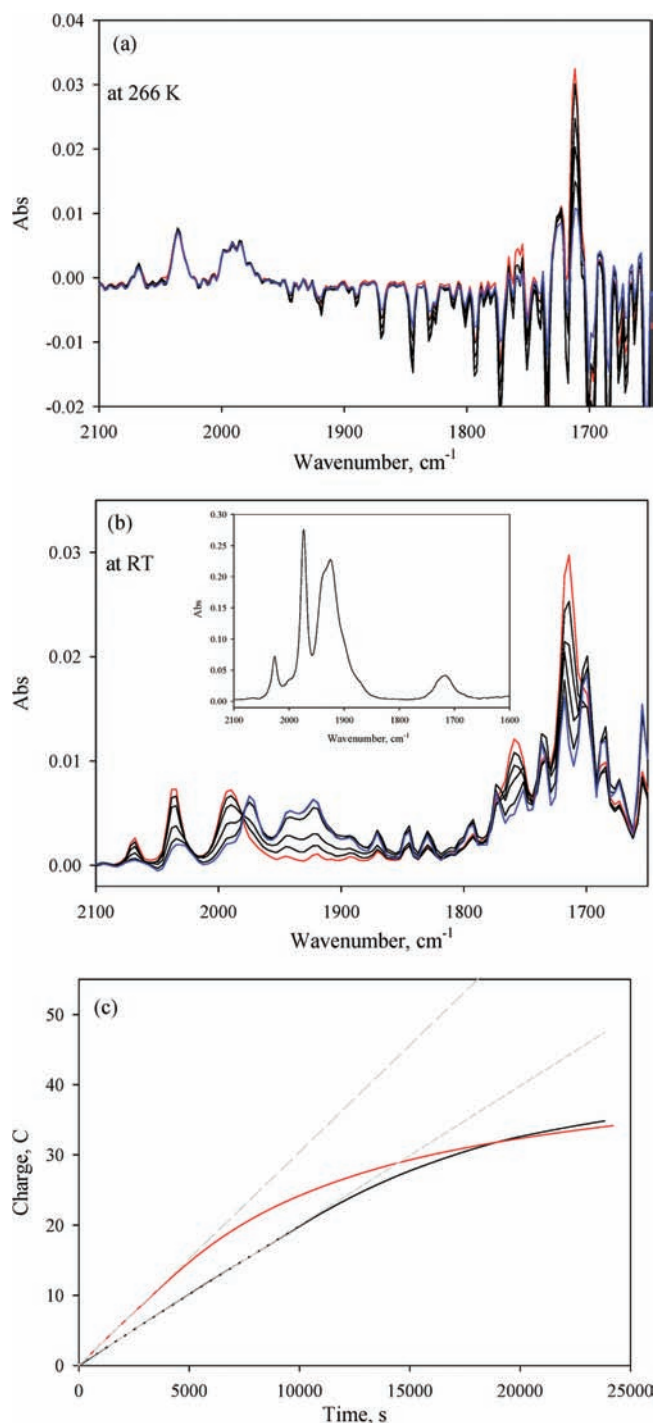 (a)
at 266 K
0.04
0.03
0.02
0.01
0.00
-0.01
-0.02
Abs
2100 2000 1900 1800 1700
Wavenumber, cm-1
(b)
at RT
0.03
0.02
0.01
0.00
Abs
0.30
0.25
0.20
0.15
0.10
0.05
0.00
Abs
2100 2000 1900 1800 1700 1600
Wavenumber, cm-1
2100 2000 1900 1800 1700
Wavenumber, cm-1
(c)
50
40
30
20
10
0
Charge, C
0 5000 10000 15000 20000 25000
Time, s